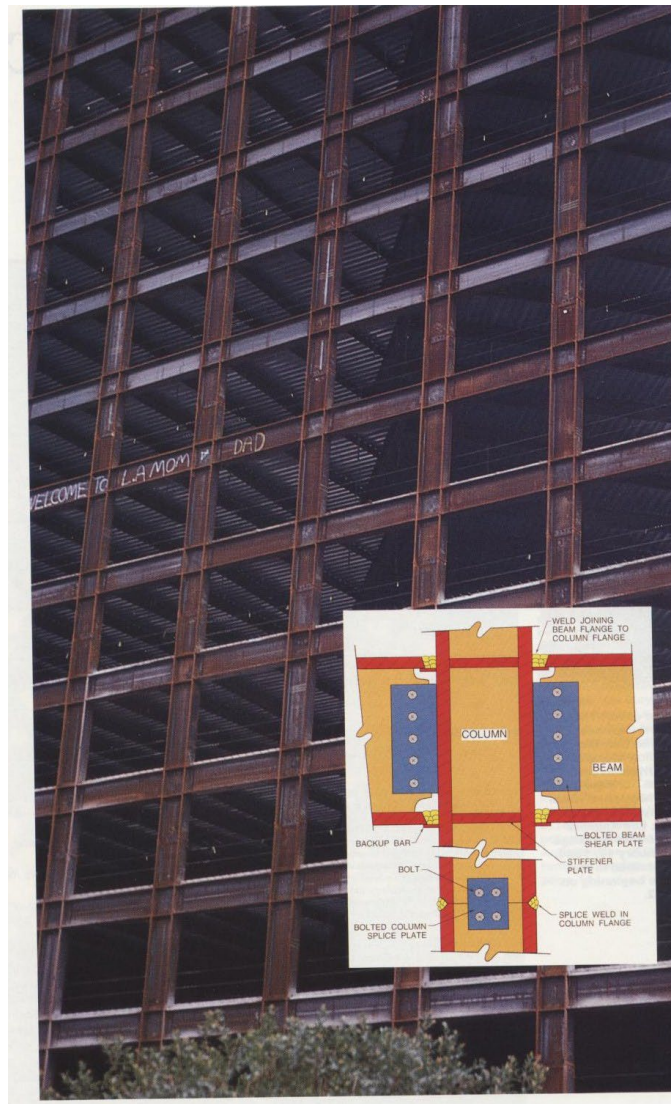 WELCOME TO L.A MOM & DAD
WELD JOINING
BEAM FLANGE TO
COLUMN FLANGE
COLUMN
BEAM
BACKUP BAR
BOLTED BEAM
SHEAR PLATE
STIFFENER
PLATE
BOLT
BOLTED COLUMN
SPLICE PLATE
SPLICE WELD IN
COLUMN FLANGE